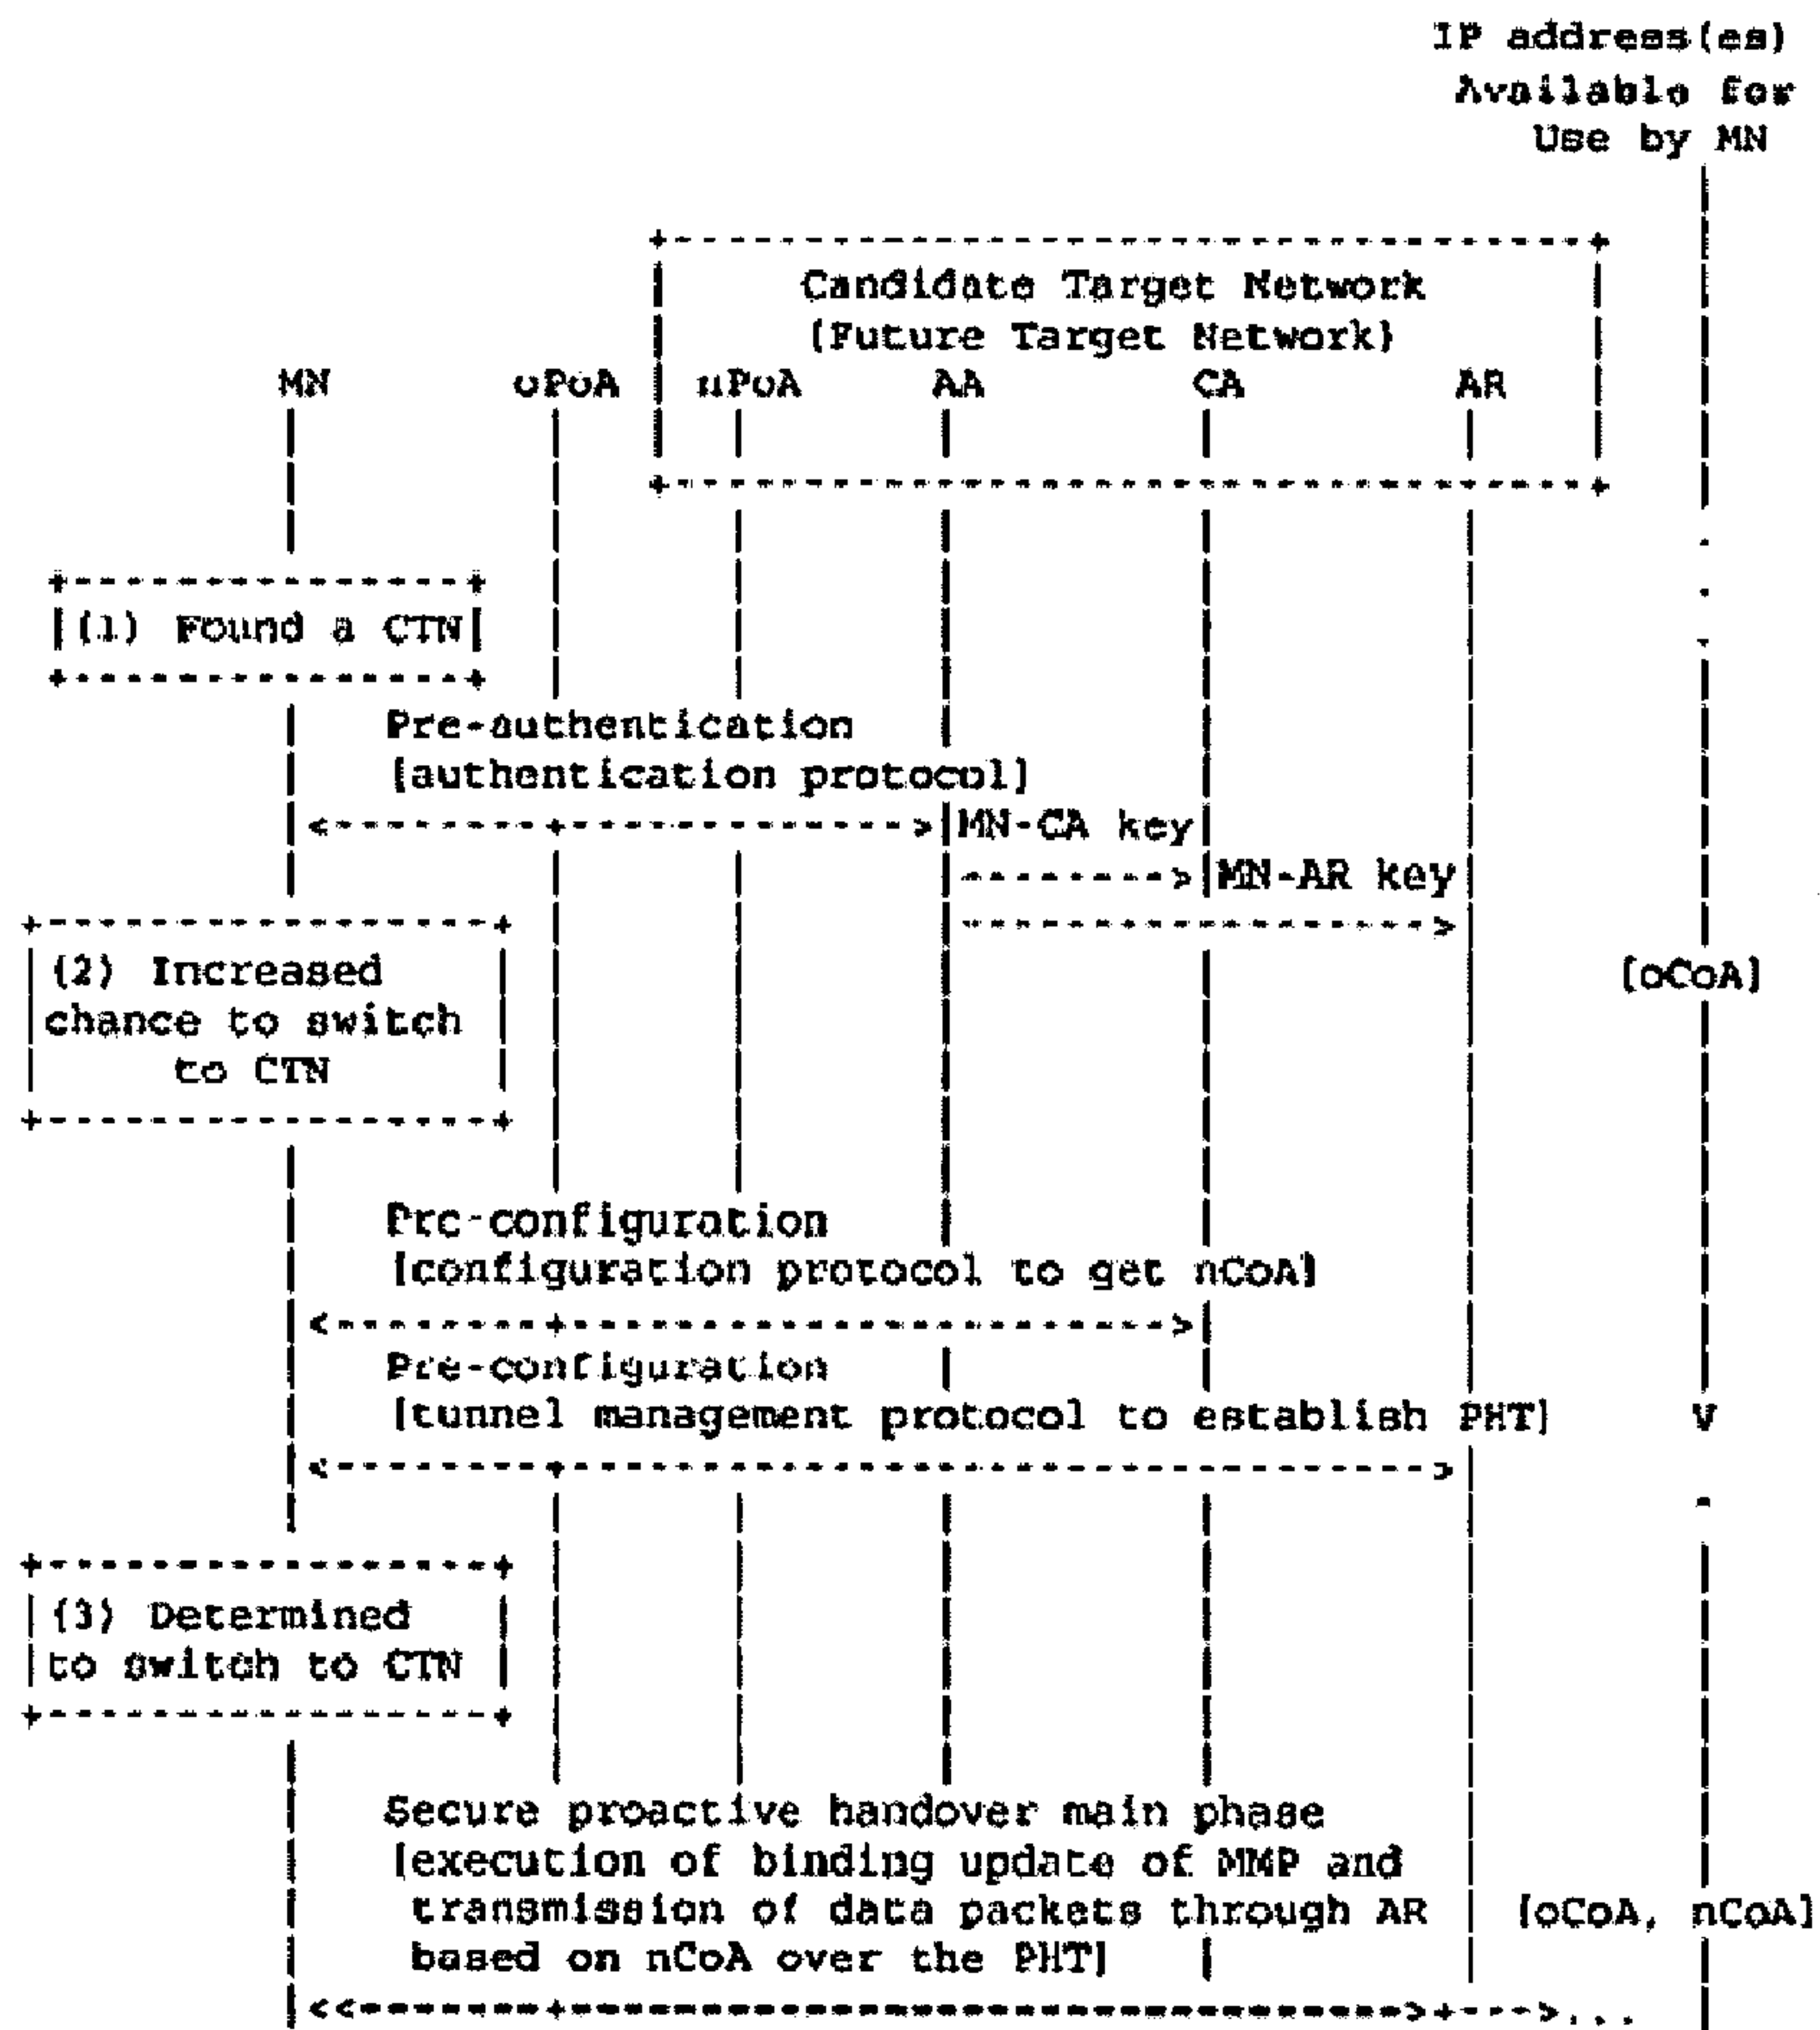 IP address(es)
Available for
Use by MN
Candidate Target Network
(Future Target Network)
MN oPoA nPoA AA CA AR
(1) Found a CTN
Pre-authentication
[authentication protocol]
MN-CA key
MN-AR key
(2) Increased
chance to switch
to CTN
[oCoA]
Pre-configuration
[configuration protocol to get nCoA]
Pre-configuration
[tunnel management protocol to establish PHT]
V
(3) Determined
to switch to CTN
Secure proactive handover main phase
[execution of binding update of MMP and
transmission of data packets through AR
[oCoA, nCoA]
based on nCoA over the PHT]